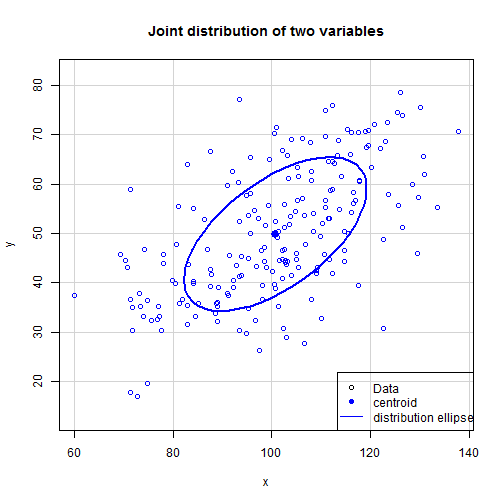 Joint distribution of two variables
80
70
60
50
40
30
20
y
60
80
100
120
140
x
Data
centroid
distribution ellipse